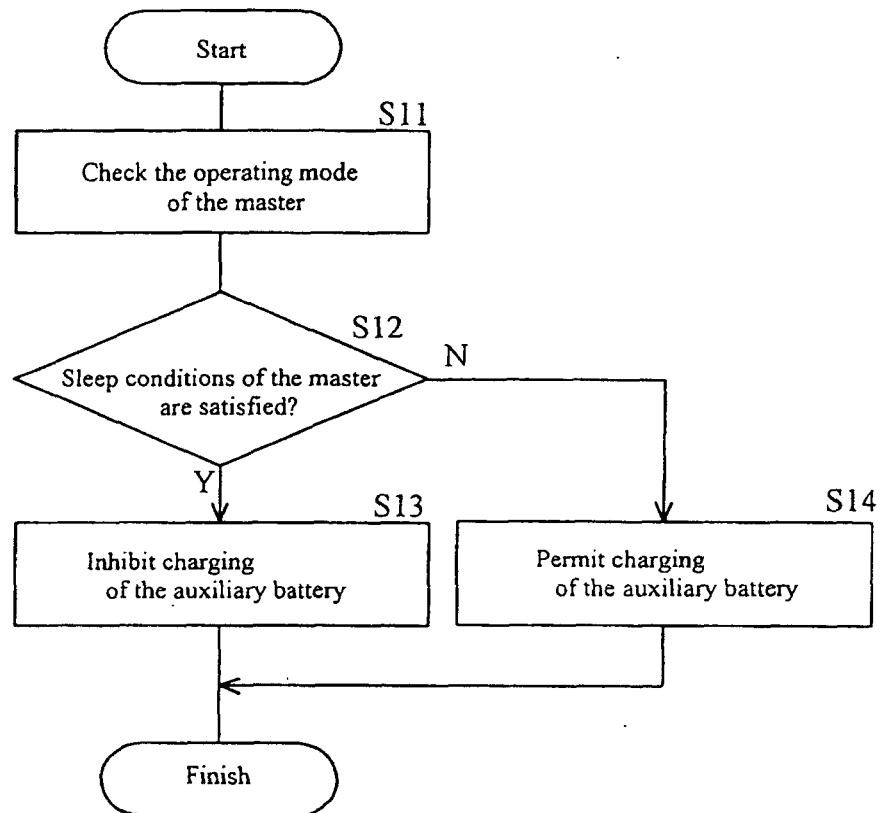 Start
S11
Check the operating mode
of the master
S12
Sleep conditions of the master
are satisfied?
N
Y
S13
Inhibit charging
of the auxiliary battery
S14
Permit charging
of the auxiliary battery
Finish